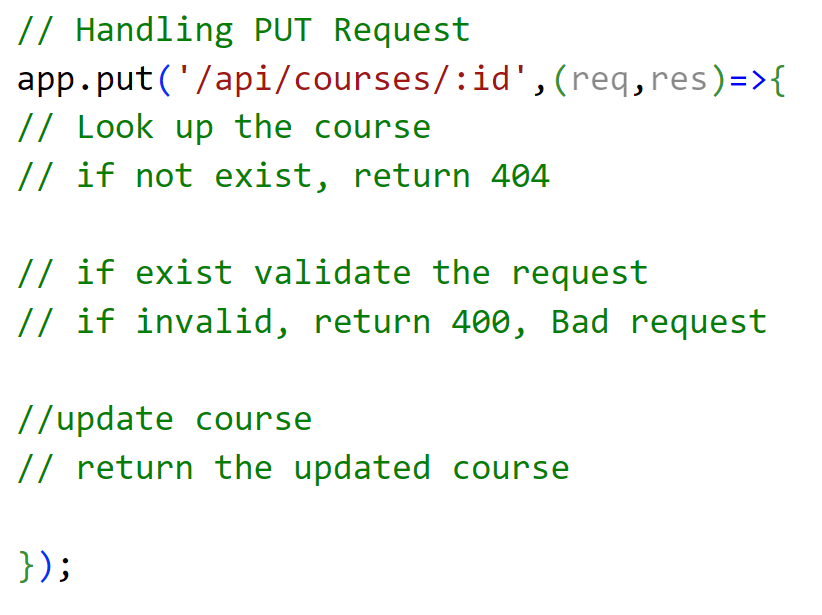 // Handling PUT Request
app.put('/api/courses/:id',(req,res)=>{
// Look up the course
// if not exist, return 404
// if exist validate the request
// if invalid, return 400, Bad request
//update course
// return the updated course
});